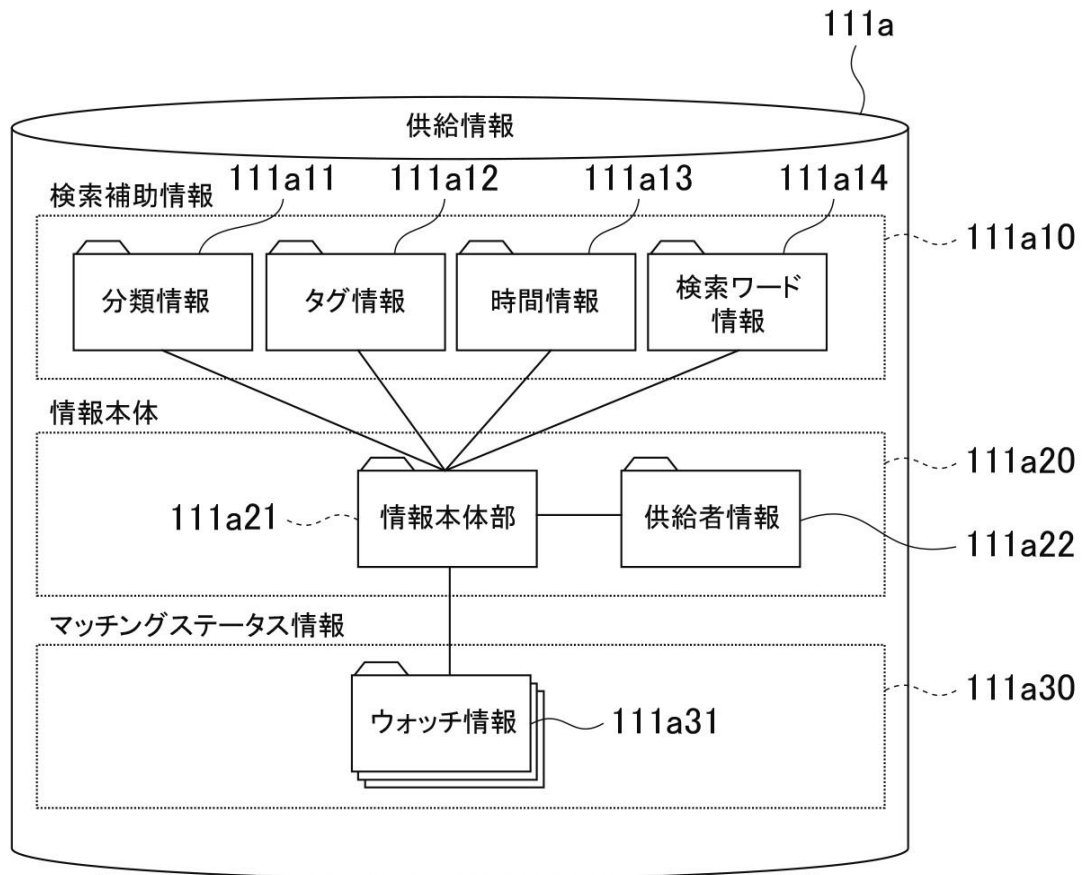 111a
供給情報
検索補助情報
111a11
111a12
111a13
111a14
111a10
分類情報
タグ情報
時間情報
検索ワード
情報
情報本体
111a20
111a21
情報本体部
供給者情報
111a22
マッチングステータス情報
111a30
ウォッチ情報
111a31